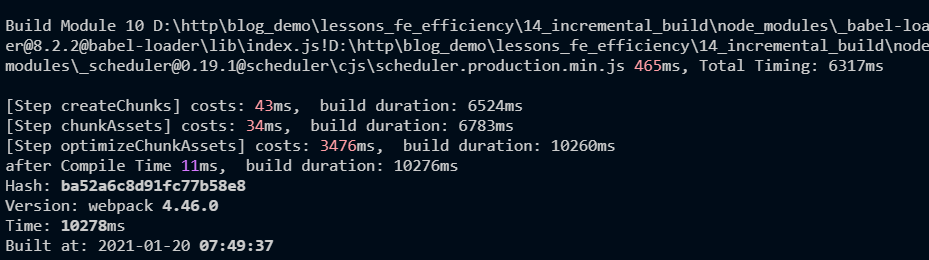 Build Module 10 D:\http\blog_demo\lessons_fe_efficiency\14_incremental_build\node_modules\_babel-loa
er@8.2.2@babel-loader\lib\index.js!D:\http\blog_demo\lessons_fe_efficiency\14_incremental_build\node
modules\_scheduler@0.19.1@scheduler\cjs\scheduler.production.min.js 465ms, Total Timing: 6317ms
[Step createChunks] costs: 43ms,  build duration: 6524ms
[Step chunkAssets] costs: 34ms,  build duration: 6783ms
[Step optimizeChunkAssets] costs: 3476ms,  build duration: 10260ms
after Compile Time 11ms,  build duration: 10276ms
Hash: ba52a6c8d91fc77b58e8
Version: webpack 4.46.0
Time: 10278ms
Built at: 2021-01-20 07:49:37